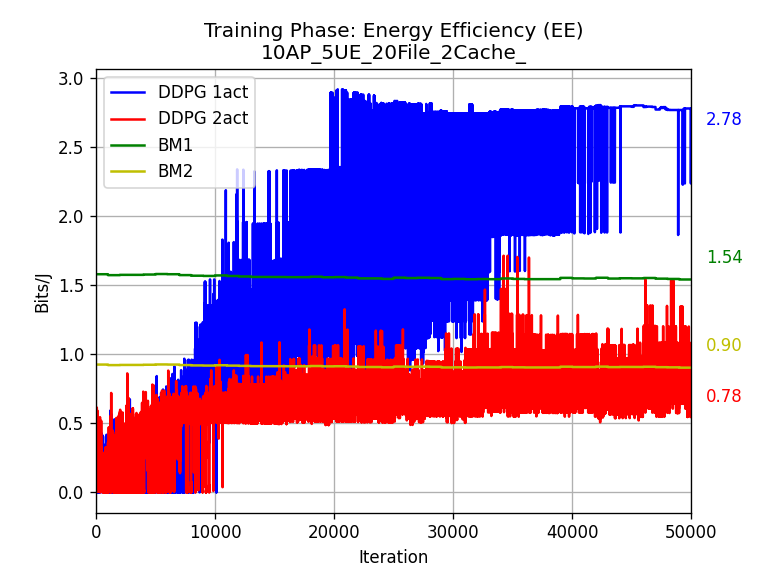 Training Phase: Energy Efficiency (EE)
10AP_5UE_20File_2Cache_
DDPG 1act
DDPG 2act
BM1
BM2
3.0
2.5
2.0
1.5
1.0
0.5
0.0
Bits/J
2.78
1.54
0.90
0.78
0
10000
20000
30000
40000
50000
Iteration